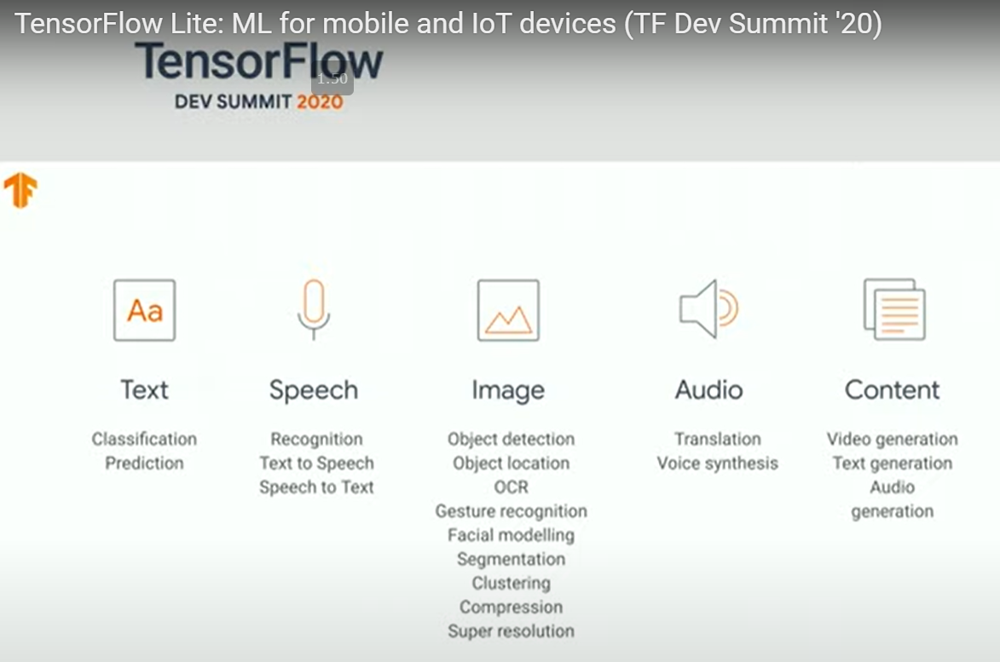 TensorFlow Lite: ML for mobile and IoT devices (TF Dev Summit '20)
TensorFlow
1.50
DEV SUMMIT 2020
Aa
Text
Classification
Prediction
Speech
Recognition
Text to Speech
Speech to Text
Image
Object detection
Object location
OCR
Gesture recognition
Facial modelling
Segmentation
Clustering
Compression
Super resolution
Audio
Translation
Voice synthesis
Content
Video generation
Text generation
Audio
generation